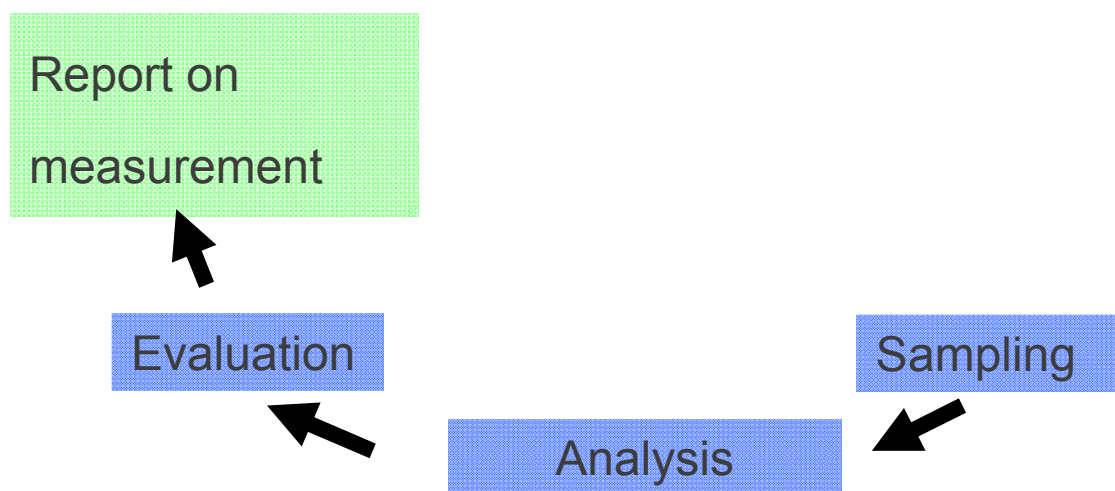 Report on
measurement
Evaluation
Sampling
Analysis